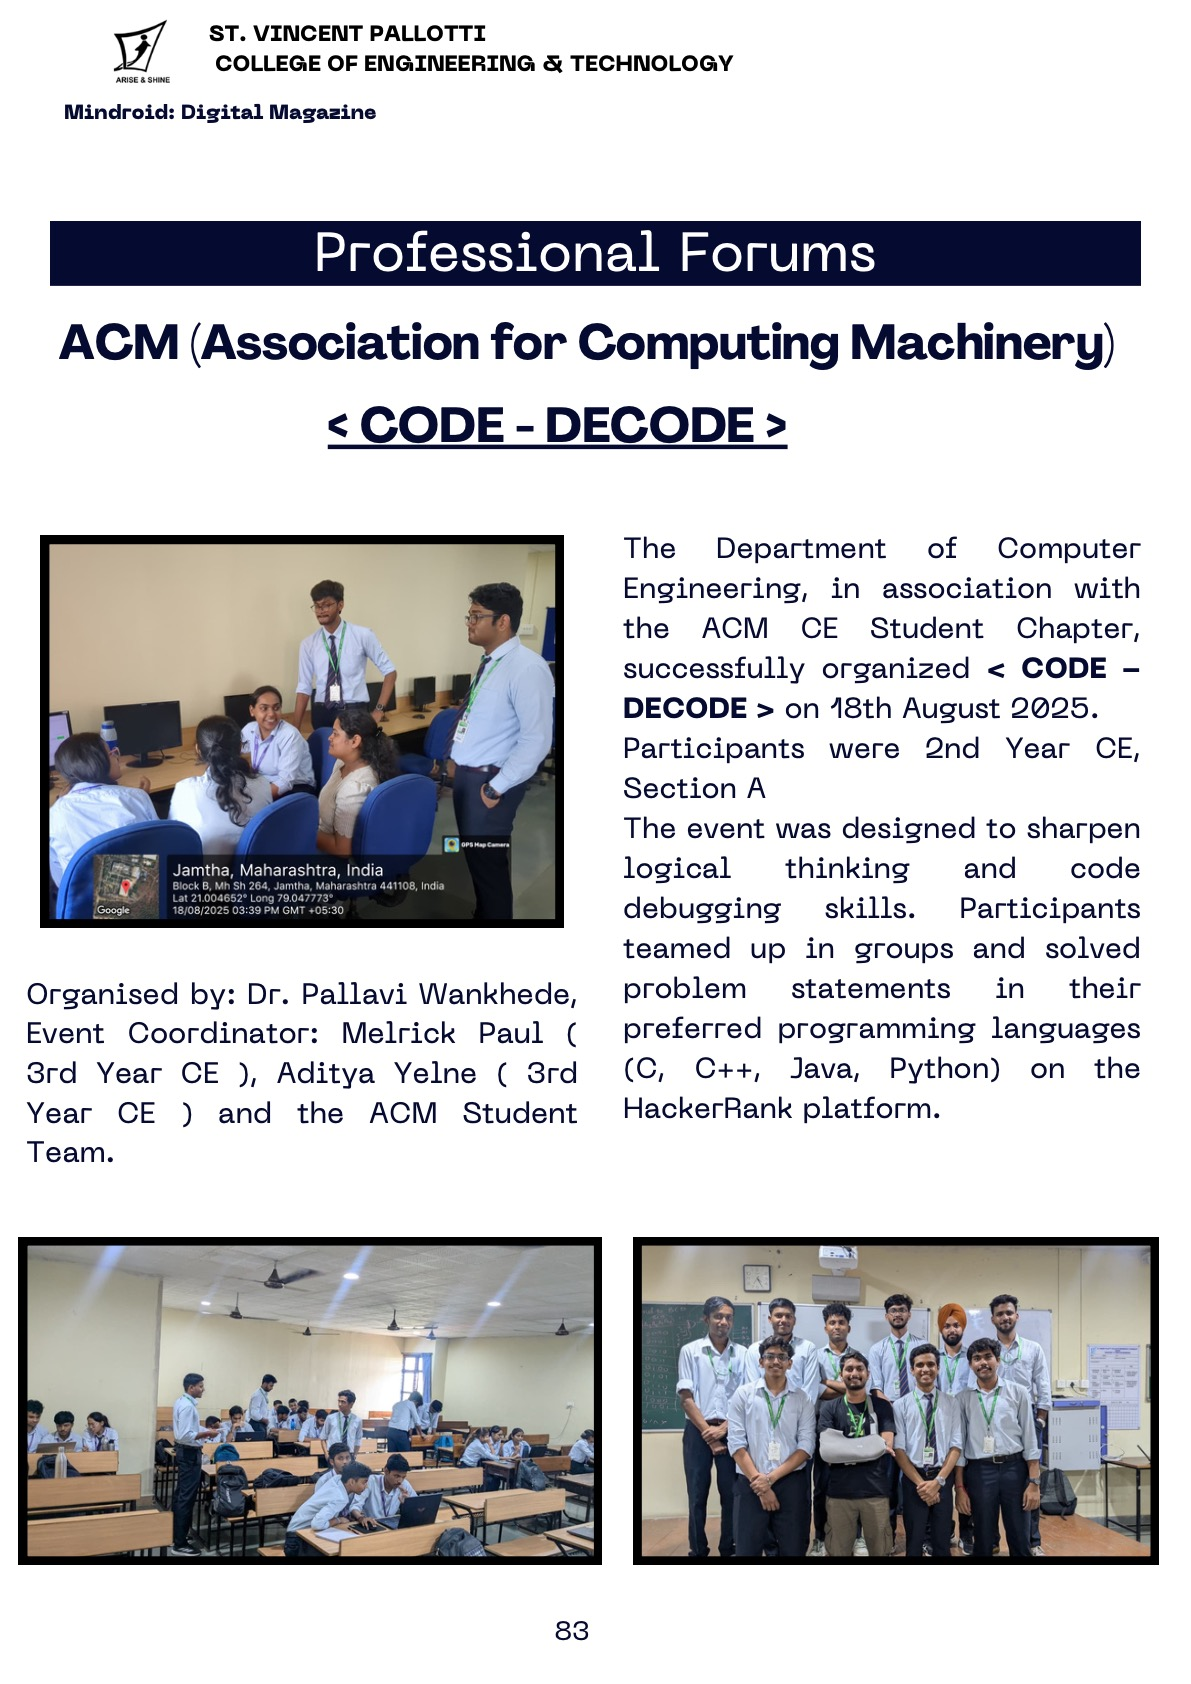 ST. VINCENT PALLOTTI
COLLEGE OF ENGINEERING & TECHNOLOGY
ARISE & SHINE
Mindroid: Digital Magazine
Professional Forums
ACM (Association for Computing Machinery)
< CODE - DECODE >
GPS Map Camera
Jamtha, Maharashtra, India
Block B, Mh Sh 264, Jamtha, Maharashtra 441108, India
Lat 21.004652° Long 79.047773°
18/08/2025 03:39 PM GMT +05:30
Google
Organised by: Dr. Pallavi Wankhede,
Event Coordinator: Melrick Paul (
3rd Year CE ), Aditya Yelne ( 3rd
Year CE ) and the ACM Student
Team.
The Department of Computer
Engineering, in association with
the ACM CE Student Chapter,
successfully organized < CODE –
DECODE > on 18th August 2025.
Participants were 2nd Year CE,
Section A
The event was designed to sharpen
logical thinking and code
debugging skills. Participants
teamed up in groups and solved
problem statements in their
preferred programming languages
(C, C++, Java, Python) on the
HackerRank platform.
83